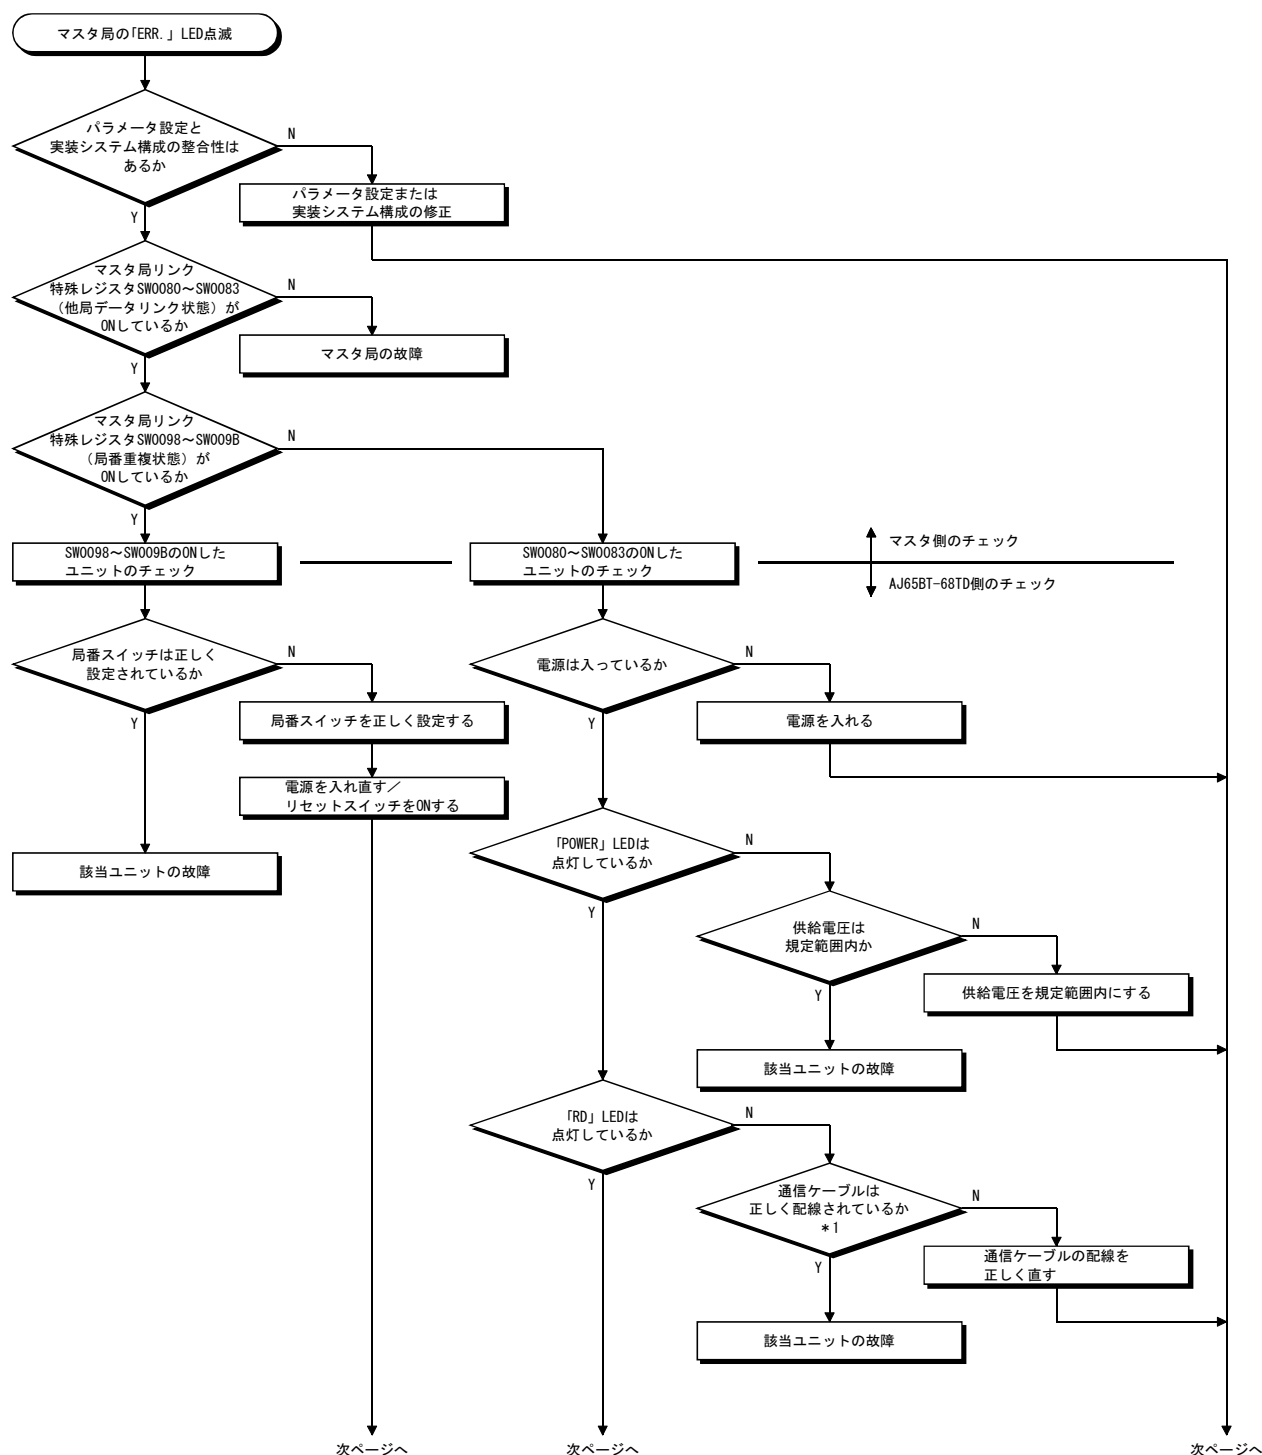 マスタ局の「ERR.」LED点滅
パラメータ設定と
実装システム構成の整合性は
あるか
N
Y
パラメータ設定または
実装システム構成の修正
マスタ局リンク
特殊レジスタSW0080～SW0083
（他局データリンク状態）が
ONしているか
N
Y
マスタ局の故障
マスタ局リンク
特殊レジスタSW0098～SW009B
（局番重複状態）が
ONしているか
N
Y
SW0098～SW009BのONした
ユニットのチェック
SW0080～SW0083のONした
ユニットのチェック
マスタ側のチェック
AJ65BT-68TD側のチェック
局番スイッチは正しく
設定されているか
N
Y
電源は入っているか
N
Y
局番スイッチを正しく設定する
電源を入れる
電源を入れ直す／
リセットスイッチをONする
「POWER」LEDは
点灯しているか
N
Y
該当ユニットの故障
供給電圧は
規定範囲内か
N
Y
供給電圧を規定範囲内にする
該当ユニットの故障
「RD」LEDは
点灯しているか
N
Y
通信ケーブルは
正しく配線されているか
＊1
N
Y
通信ケーブルの配線を
正しく直す
該当ユニットの故障
次ページへ
次ページへ
次ページへ